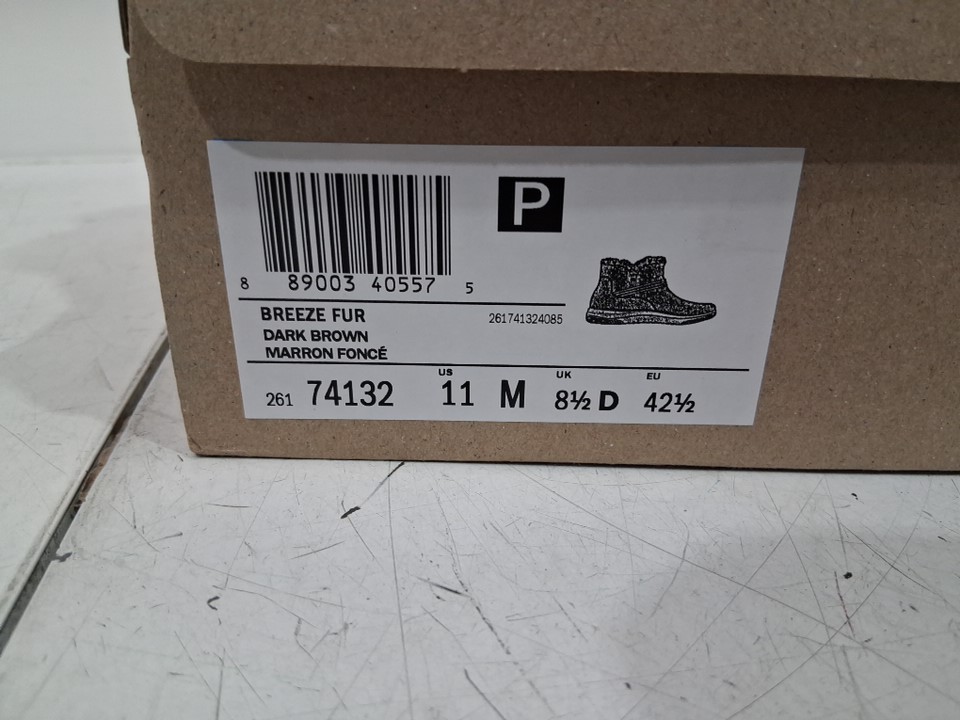 P
8 89003 40557 5
BREEZE FUR 261741324085
DARK BROWN
MARRON FONCÉ
US UK EU
261 74132 11 M 8½ D 42½